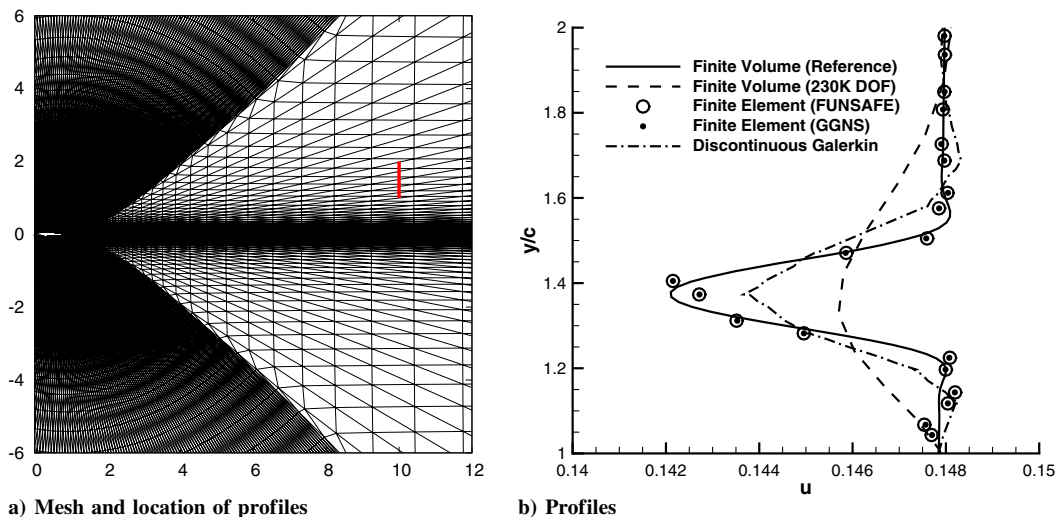 6
4
2
0
-2
-4
-6
0 2 4 6 8 10 12
a) Mesh and location of profiles
2
1.8
1.6
1.4
1.2
1
y/c
Finite Volume (Reference)
Finite Volume (230K DOF)
Finite Element (FUNSAFE)
Finite Element (GGNS)
Discontinuous Galerkin
0.14 0.142 0.144 0.146 0.148 0.15
u
b) Profiles